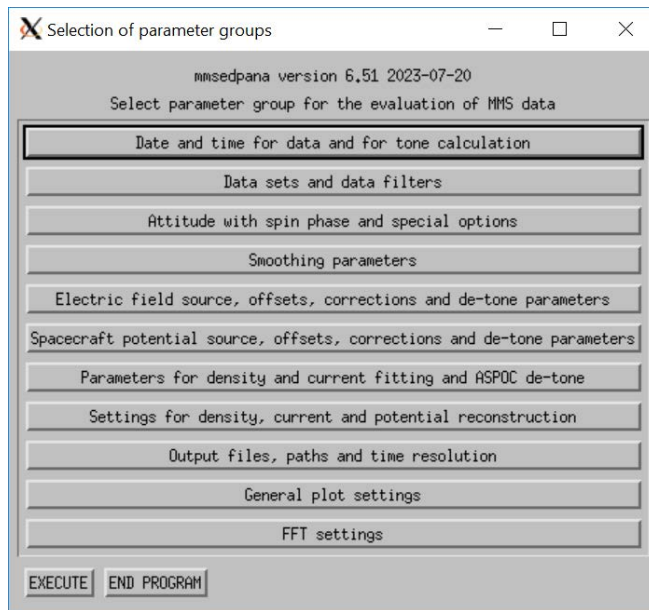 Selection of parameter groups
mmsedpana version 6.51 2023-07-20
Select parameter group for the evaluation of MMS data
Date and time for data and for tone calculation
Data sets and data filters
Attitude with spin phase and special options
Smoothing parameters
Electric field source, offsets, corrections and de-tone parameters
Spacecraft potential source, offsets, corrections and de-tone parameters
Parameters for density and current fitting and ASPOC de-tone
Settings for density, current and potential reconstruction
Output files, paths and time resolution
General plot settings
FFT settings
EXECUTE END PROGRAM